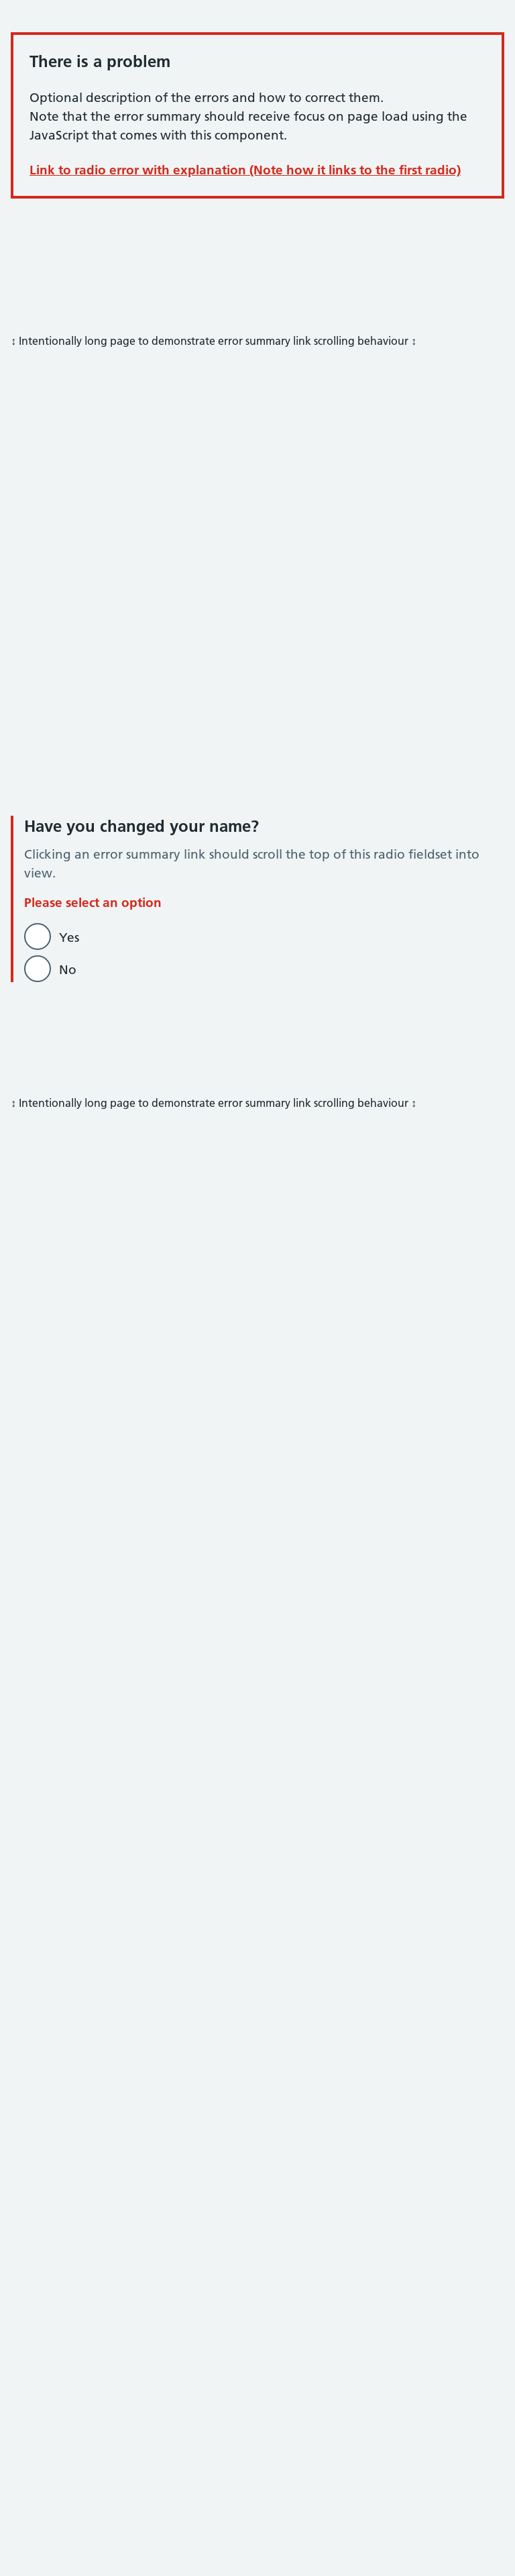 There is a problem
Optional description of the errors and how to correct them.
Note that the error summary should receive focus on page load using the
JavaScript that comes with this component.
Link to radio error with explanation (Note how it links to the first radio)
↕ Intentionally long page to demonstrate error summary link scrolling behaviour ↕
Have you changed your name?
Clicking an error summary link should scroll the top of this radio fieldset into
view.
Please select an option
Yes
No
↕ Intentionally long page to demonstrate error summary link scrolling behaviour ↕